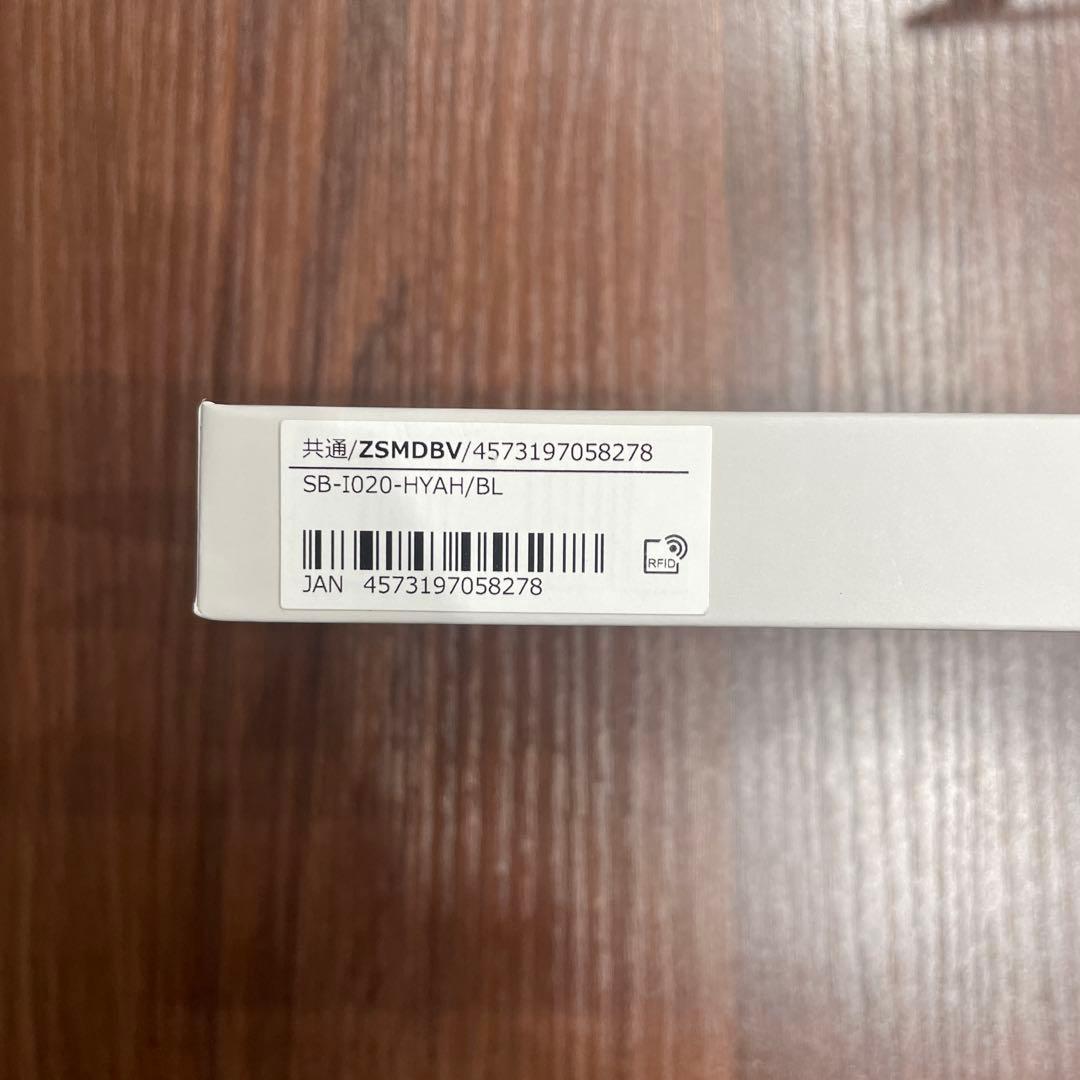 共通/ZSMDBV/4573197058278
SB-I020-HYAH/BL
RFID
JAN 4573197058278